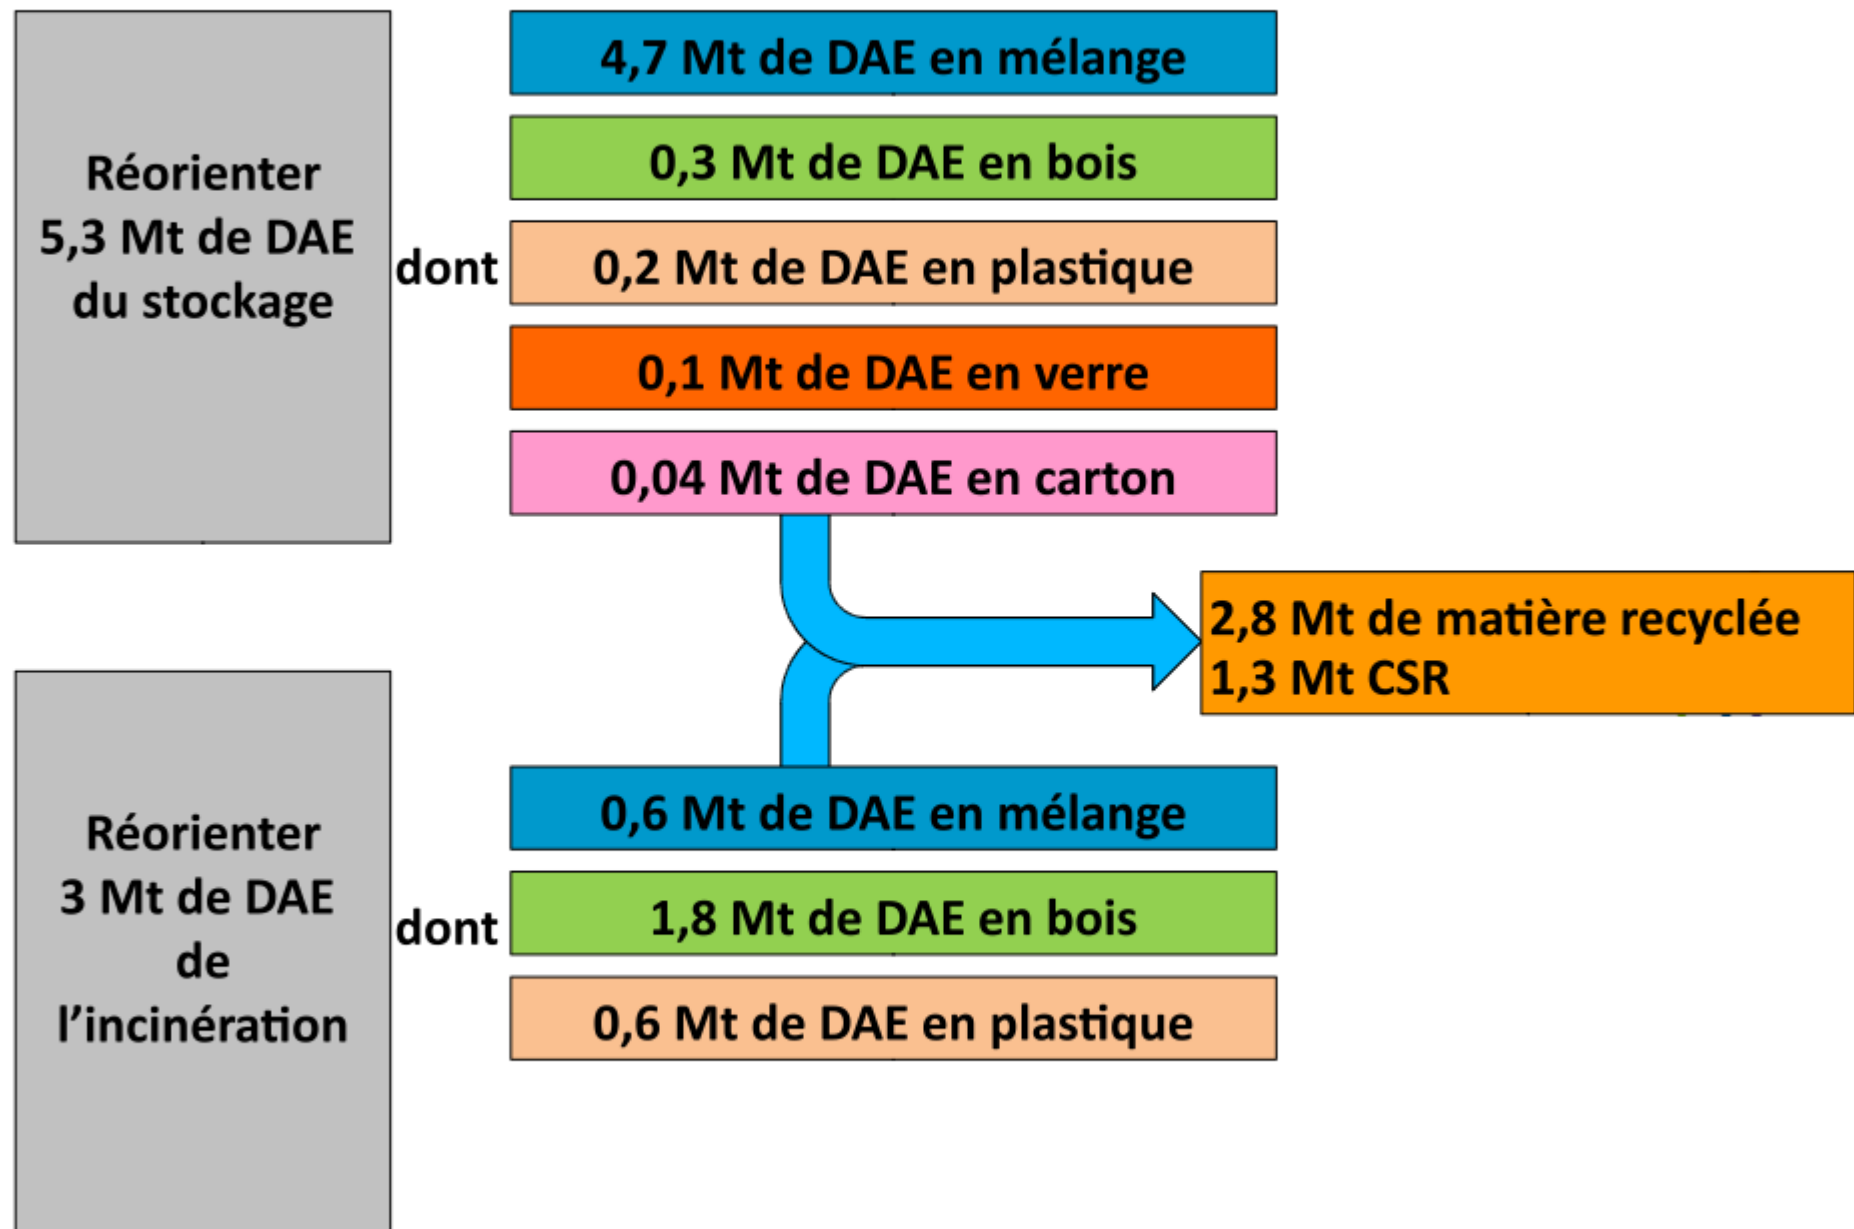 Réorienter
5,3 Mt de DAE
du stockage
dont
4,7 Mt de DAE en mélange
0,3 Mt de DAE en bois
0,2 Mt de DAE en plastique
0,1 Mt de DAE en verre
0,04 Mt de DAE en carton
2,8 Mt de matière recyclée
1,3 Mt CSR
Réorienter
3 Mt de DAE
de
l’incinération
dont
0,6 Mt de DAE en mélange
1,8 Mt de DAE en bois
0,6 Mt de DAE en plastique